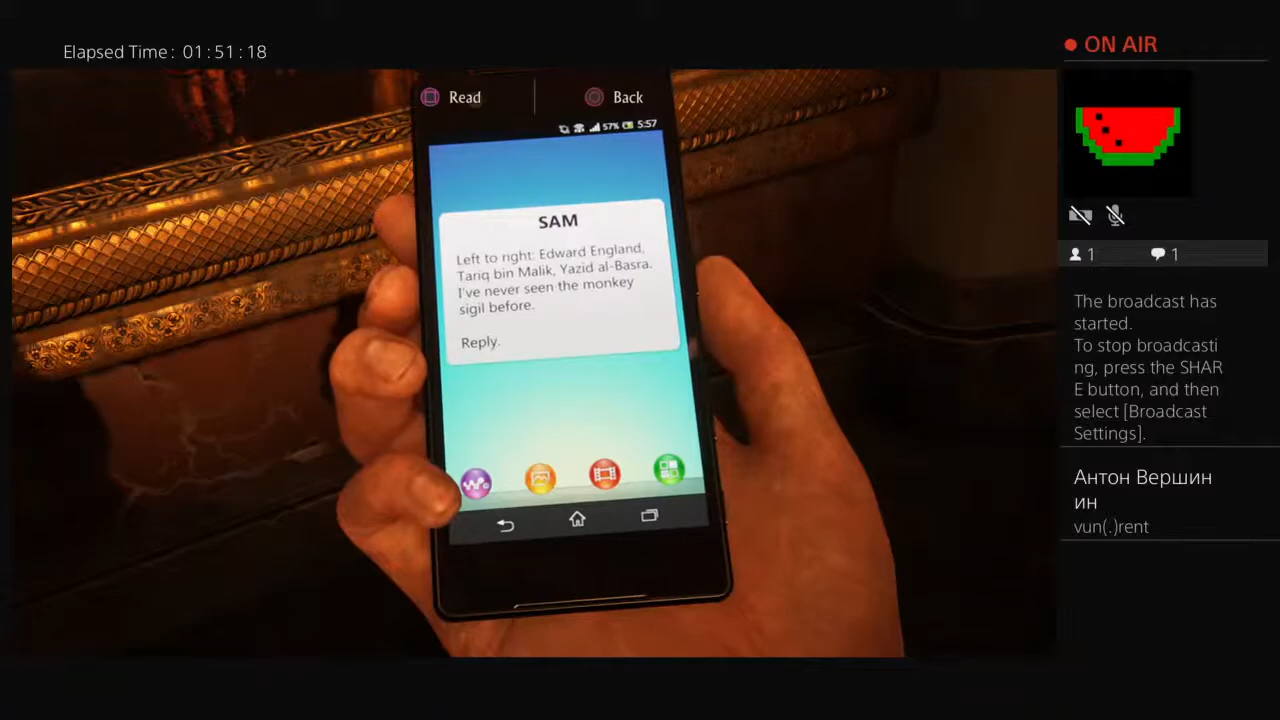 Elapsed Time: 01:51:18
ON AIR
Read
Back
57% 5:57
SAM
Left to right: Edward England,
Tariq bin Malik, Yazid al-Basra.
I've never seen the monkey
sigil before.
Reply.
1 1
The broadcast has
started.
To stop broadcasti
ng, press the SHAR
E button, and then
select [Broadcast
Settings].
Антон Вершин
ин
vun(.)rent